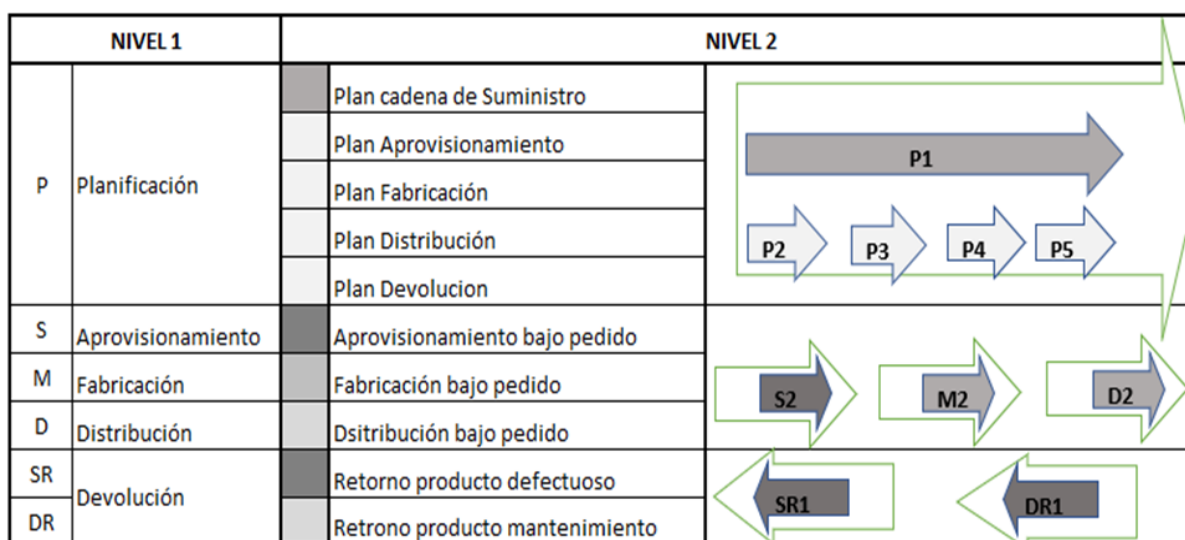 NIVEL 1 NIVEL 2
P Planificación
Plan cadena de Suministro
Plan Aprovisionamiento
Plan Fabricación
Plan Distribución
Plan Devolucion
P1
P2 P3 P4 P5
S Aprovisionamiento Aprovisionamiento bajo pedido
M Fabricación Fabricación bajo pedido
D Distribución Dsitribución bajo pedido
S2 M2 D2
SR Devolución Retorno producto defectuoso
DR Retrono producto mantenimiento
SR1 DR1